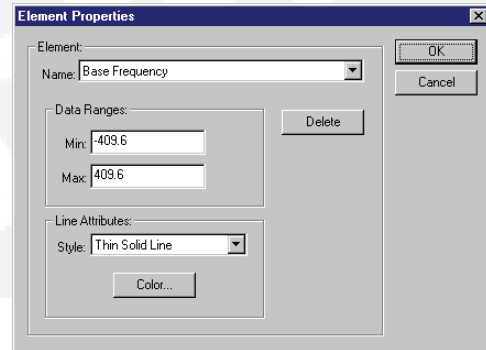 Element Properties
Element:
Name: Base Frequency
OK
Cancel
Data Ranges:
Min: -409.6
Max: 409.6
Delete
Line Attributes:
Style: Thin Solid Line
Color...